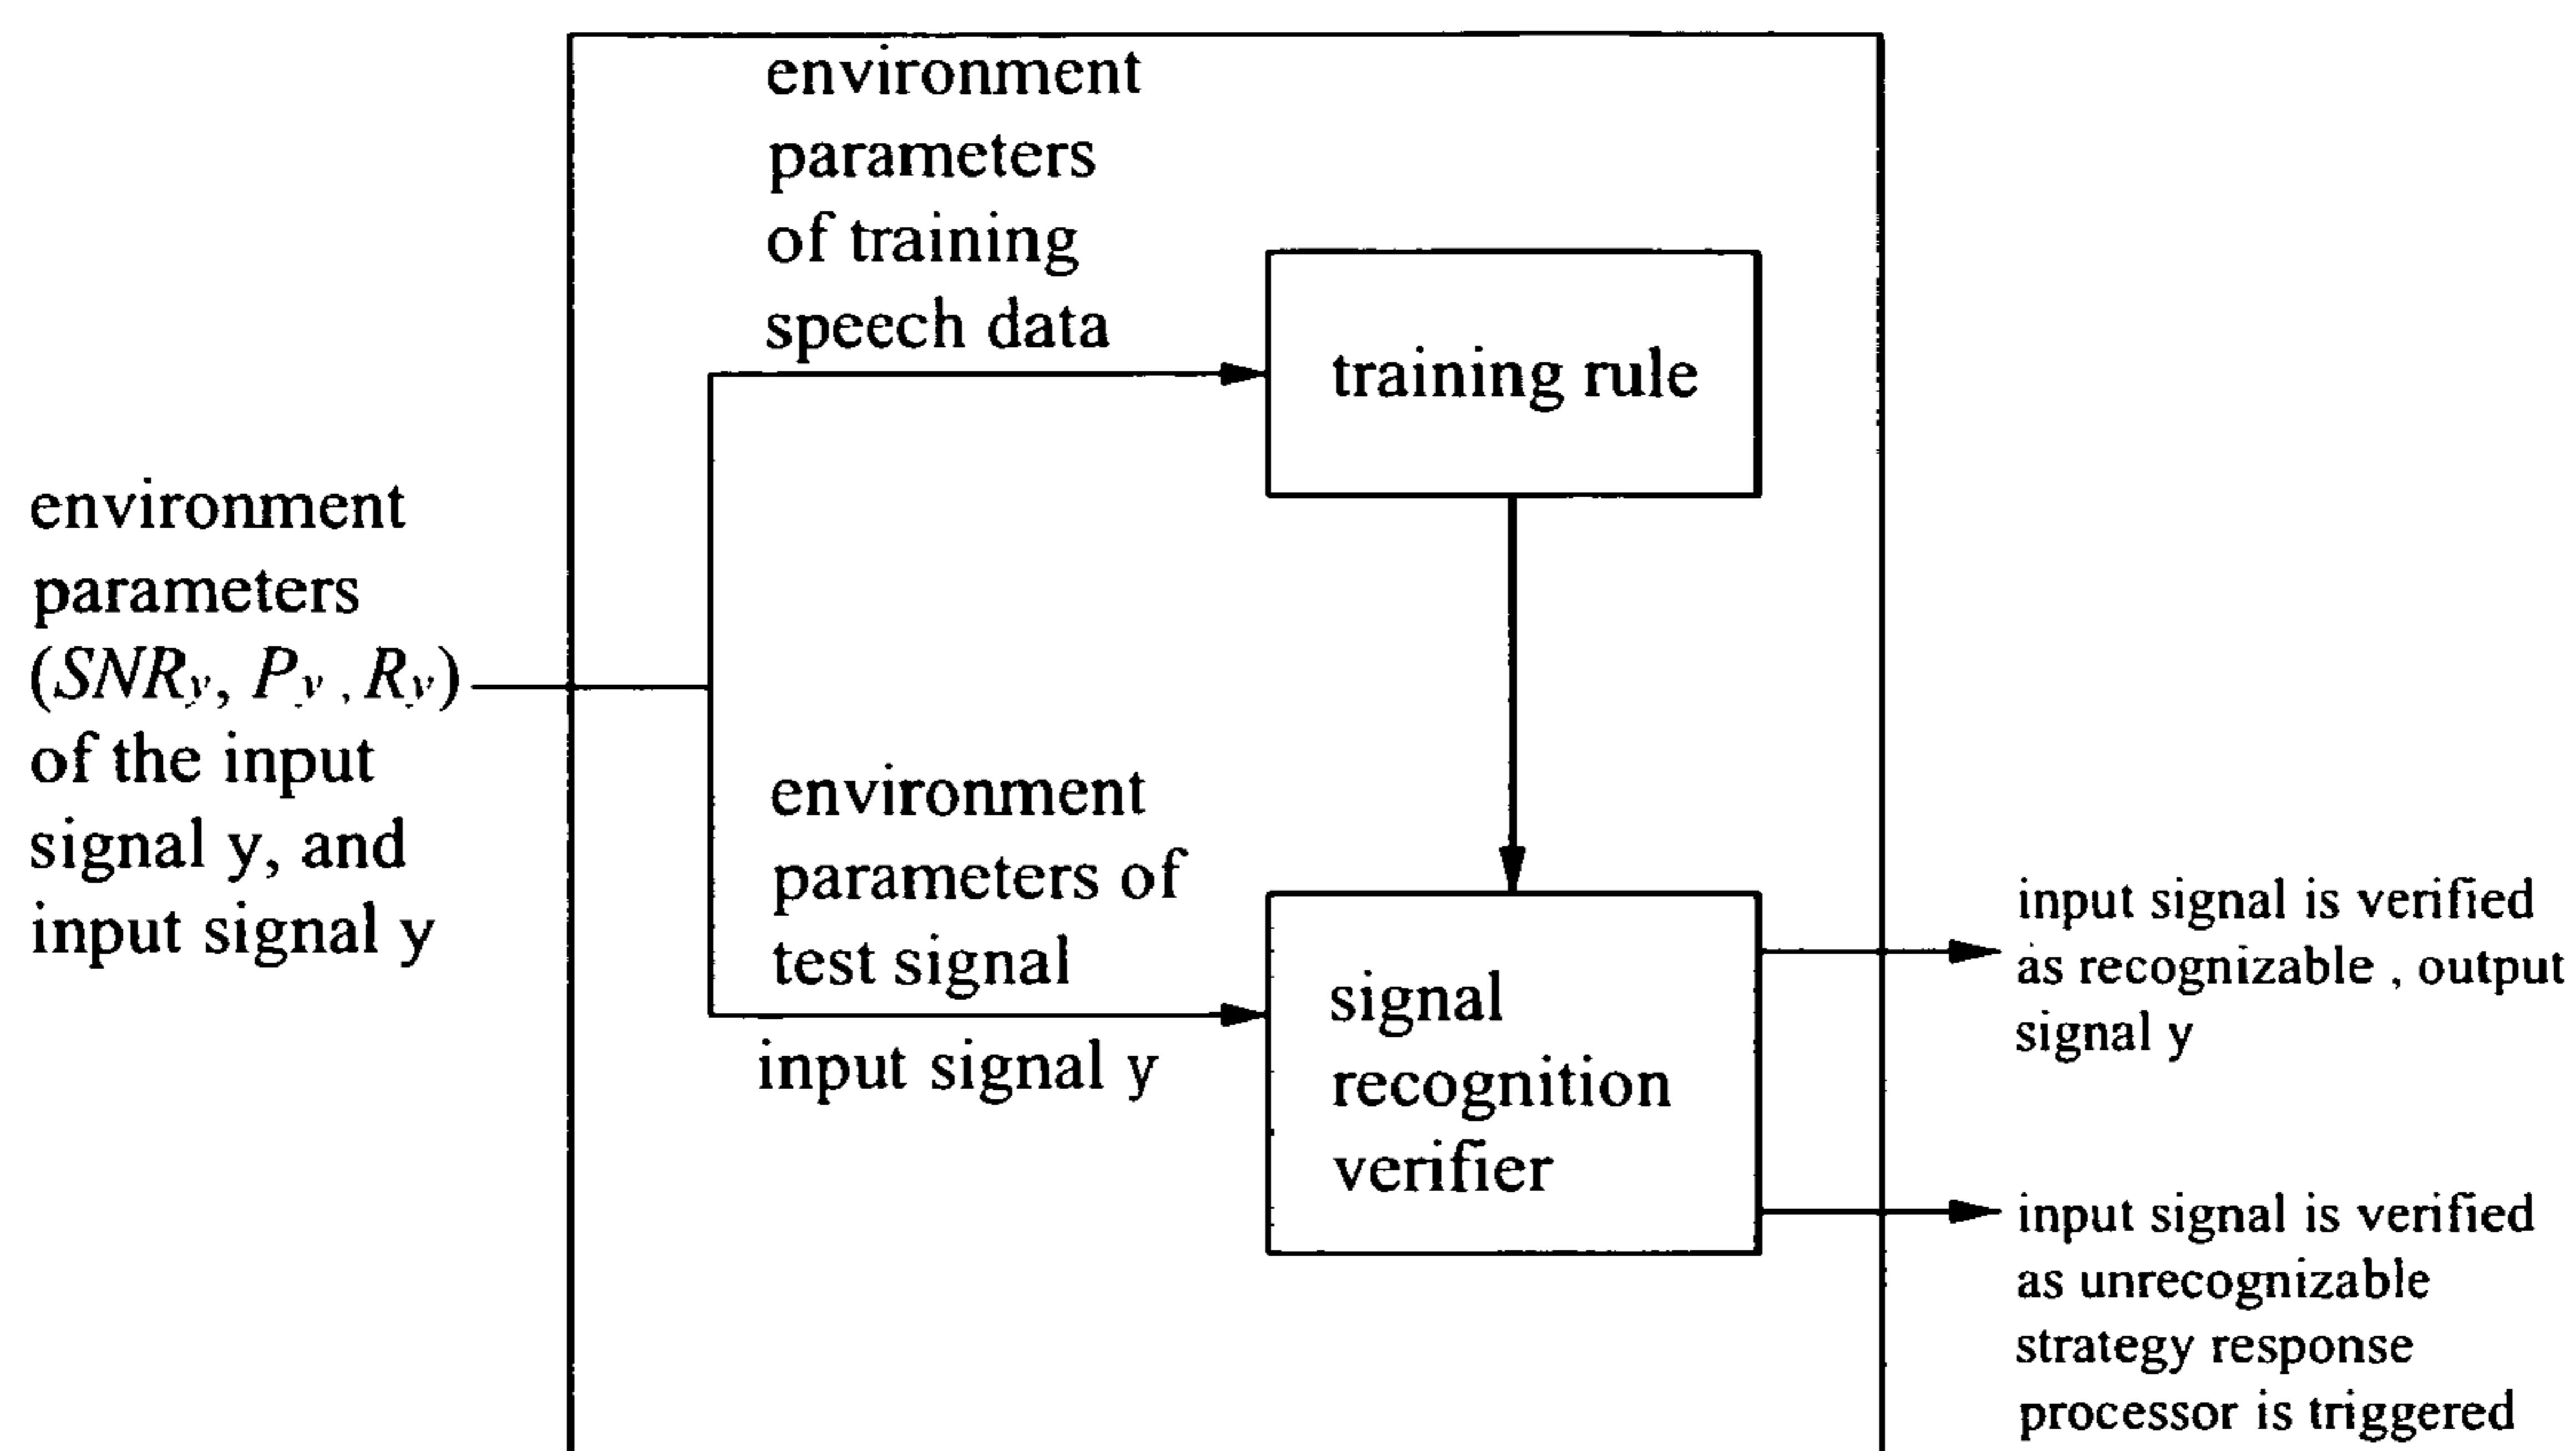 environment
parameters
of training
speech data
training rule
environment
parameters
(SNRy, Py, Ry)
of the input
signal y, and
input signal y
environment
parameters of
test signal
input signal y
signal
recognition
verifier
input signal is verified
as recognizable , output
signal y
input signal is verified
as unrecognizable
strategy response
processor is triggered